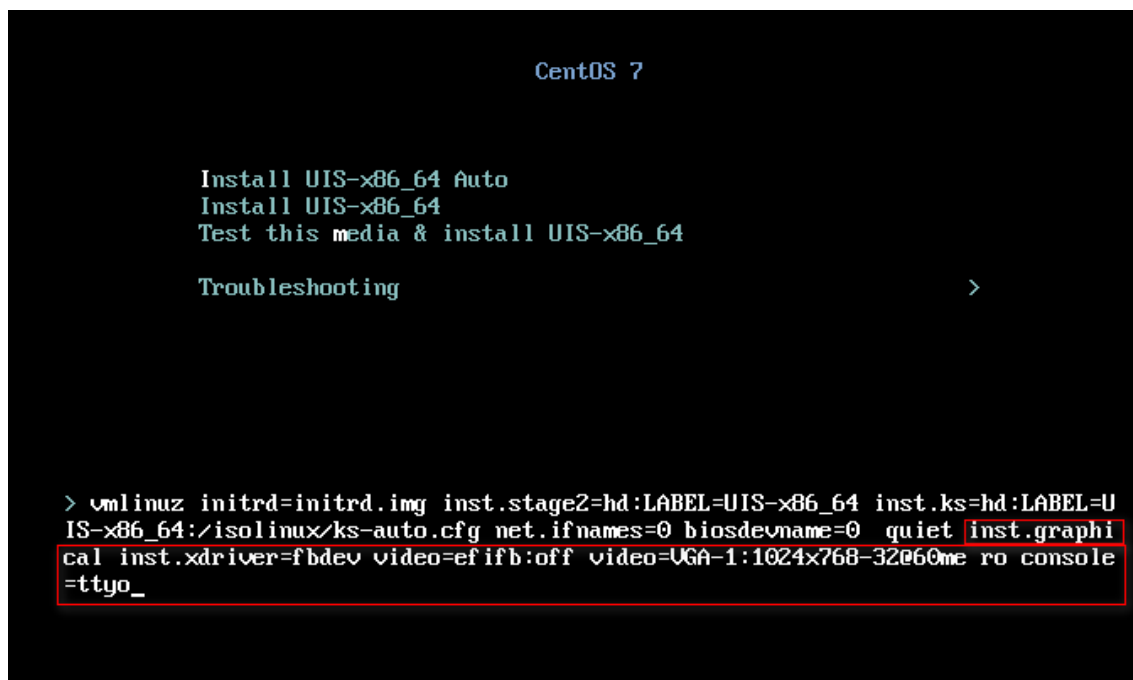 CentOS 7
Install UIS-x86_64 Auto
Install UIS-x86_64
Test this media & install UIS-x86_64
Troubleshooting >
> vmlinuz initrd=initrd.img inst.stage2=hd:LABEL=UIS-x86_64 inst.ks=hd:LABEL=U
IS-x86_64:/isolinux/ks-auto.cfg net.ifnames=0 biosdevname=0  quiet inst.graphi
cal inst.xdriver=fbdev video=efifb:off video=VGA-1:1024x768-32@60me ro console
=ttyo_